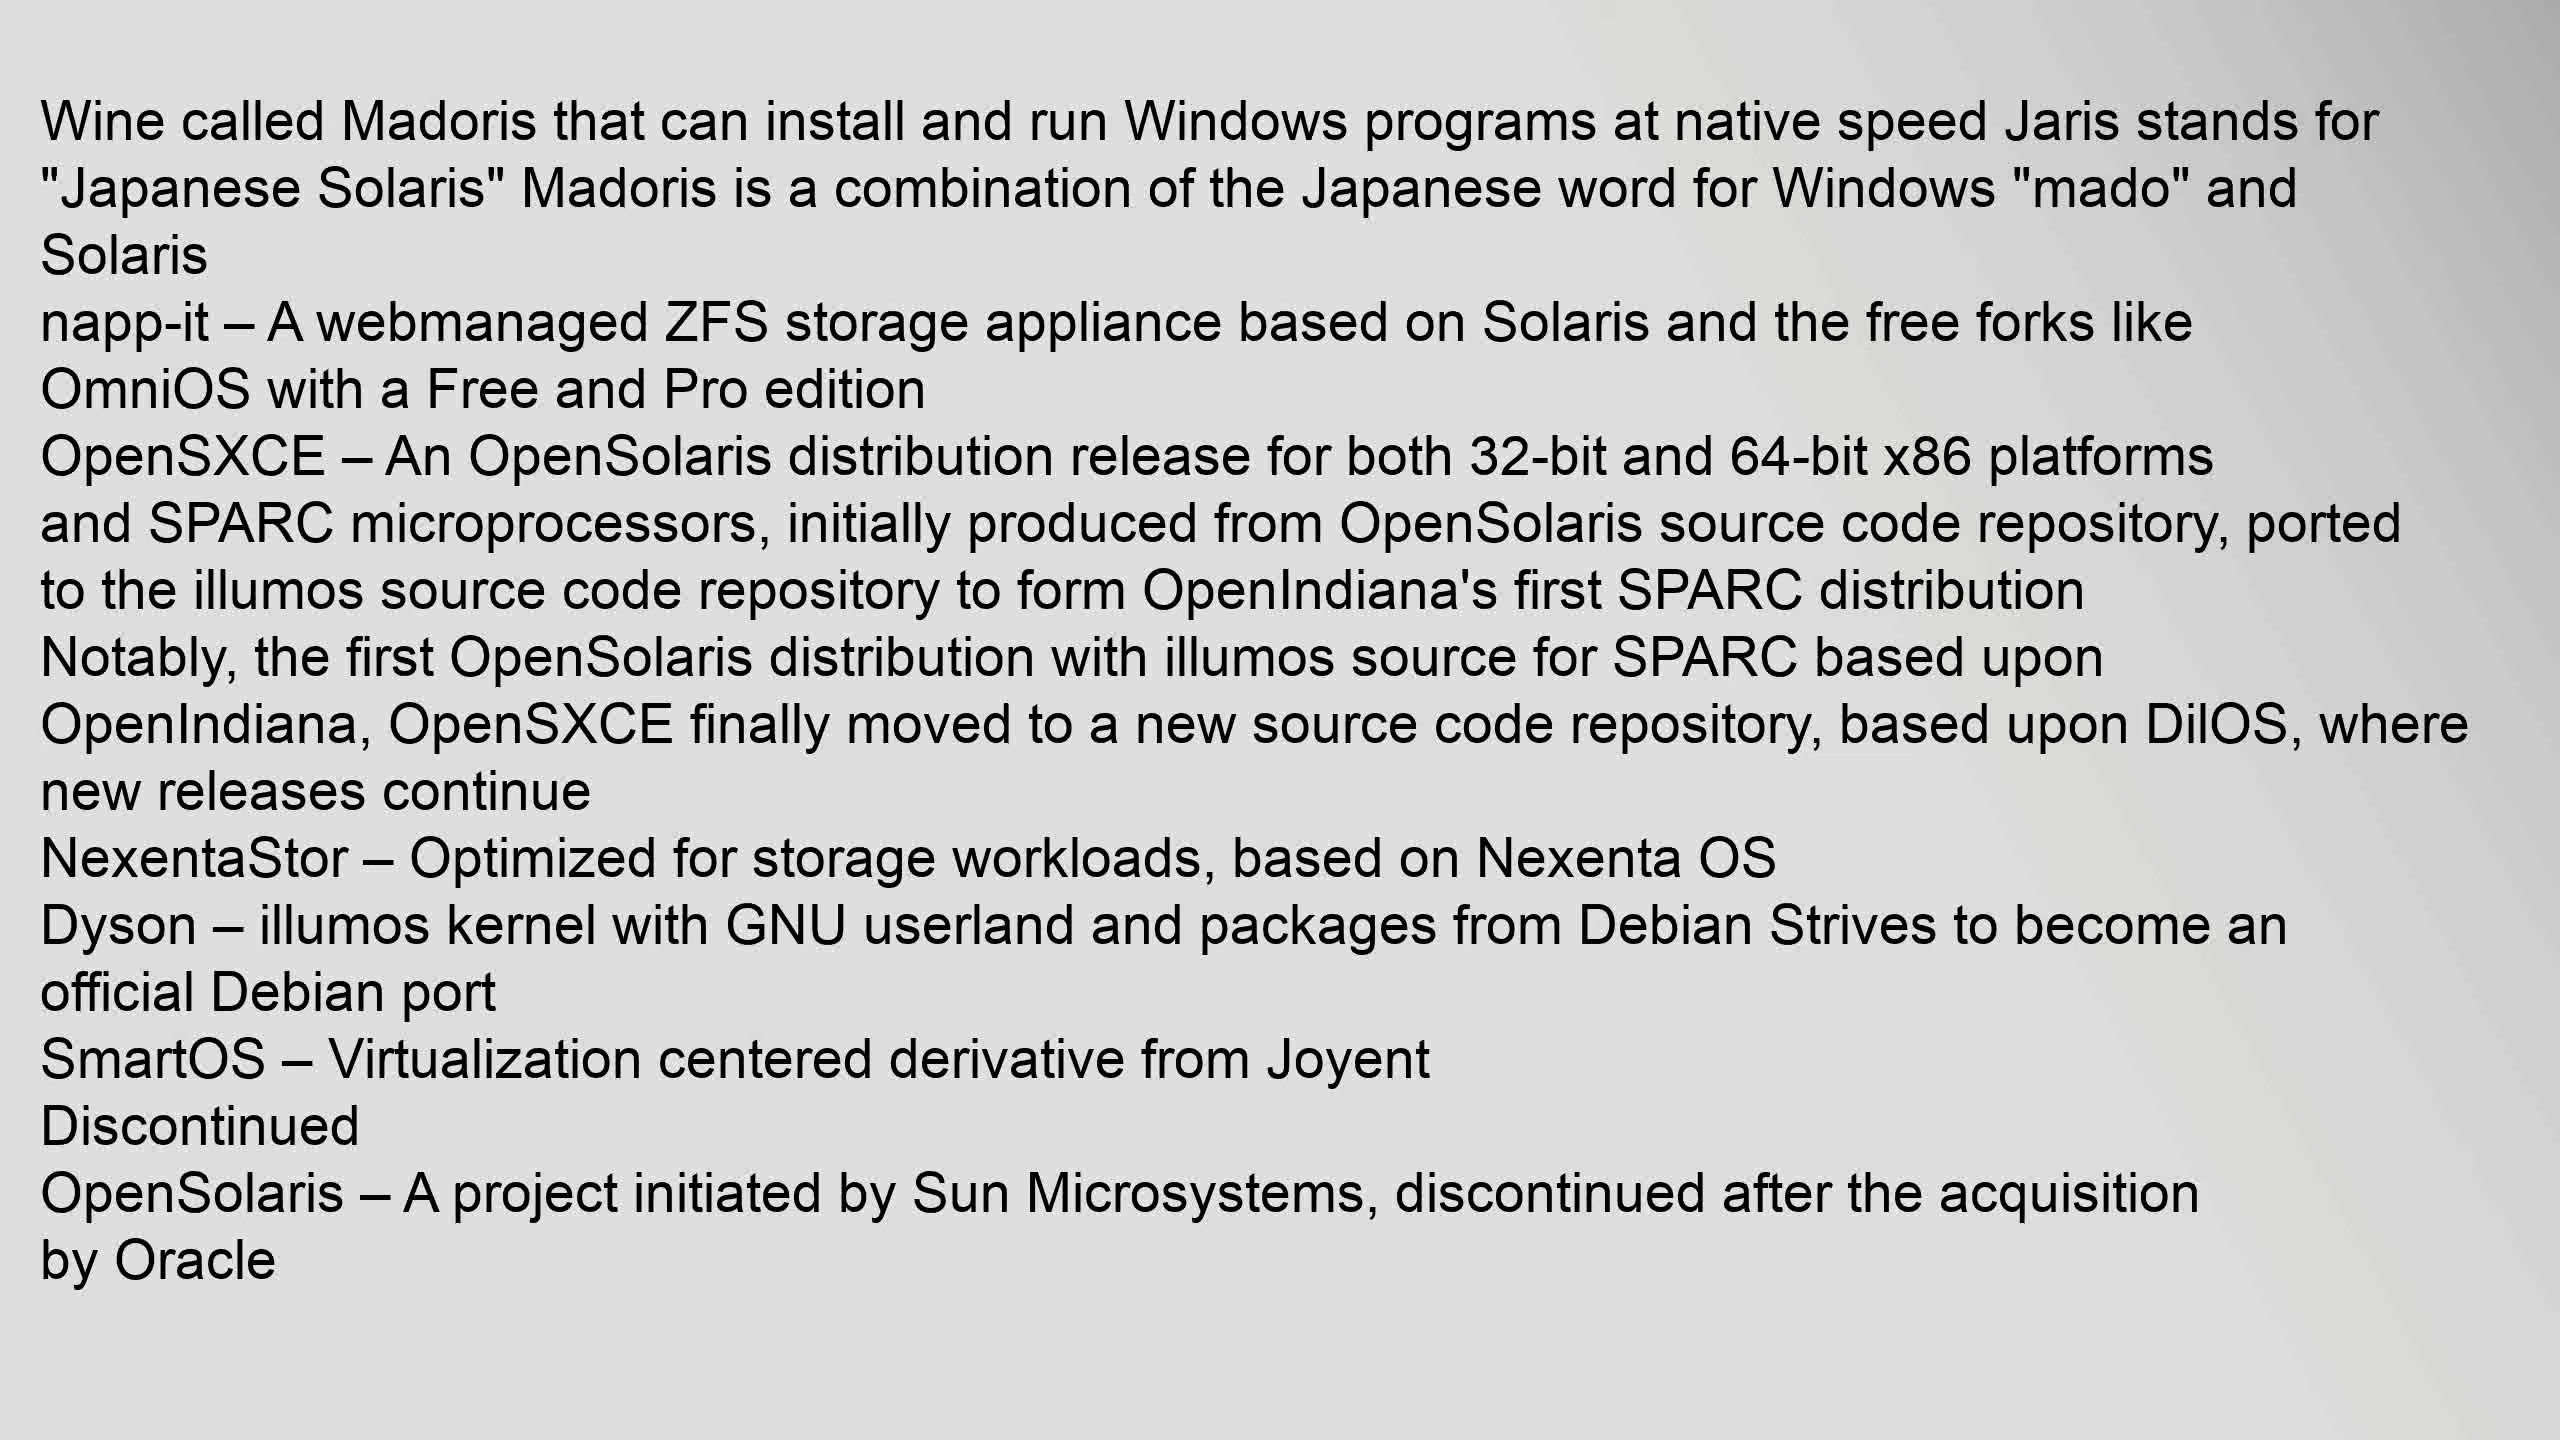 Wine called Madoris that can install and run Windows programs at native speed Jaris stands for
"Japanese Solaris" Madoris is a combination of the Japanese word for Windows "mado" and
Solaris
napp-it – A webmanaged ZFS storage appliance based on Solaris and the free forks like
OmniOS with a Free and Pro edition
OpenSXCE – An OpenSolaris distribution release for both 32-bit and 64-bit x86 platforms
and SPARC microprocessors, initially produced from OpenSolaris source code repository, ported
to the illumos source code repository to form OpenIndiana's first SPARC distribution
Notably, the first OpenSolaris distribution with illumos source for SPARC based upon
OpenIndiana, OpenSXCE finally moved to a new source code repository, based upon DilOS, where
new releases continue
NexentaStor – Optimized for storage workloads, based on Nexenta OS
Dyson – illumos kernel with GNU userland and packages from Debian Strives to become an
official Debian port
SmartOS – Virtualization centered derivative from Joyent
Discontinued
OpenSolaris – A project initiated by Sun Microsystems, discontinued after the acquisition
by Oracle